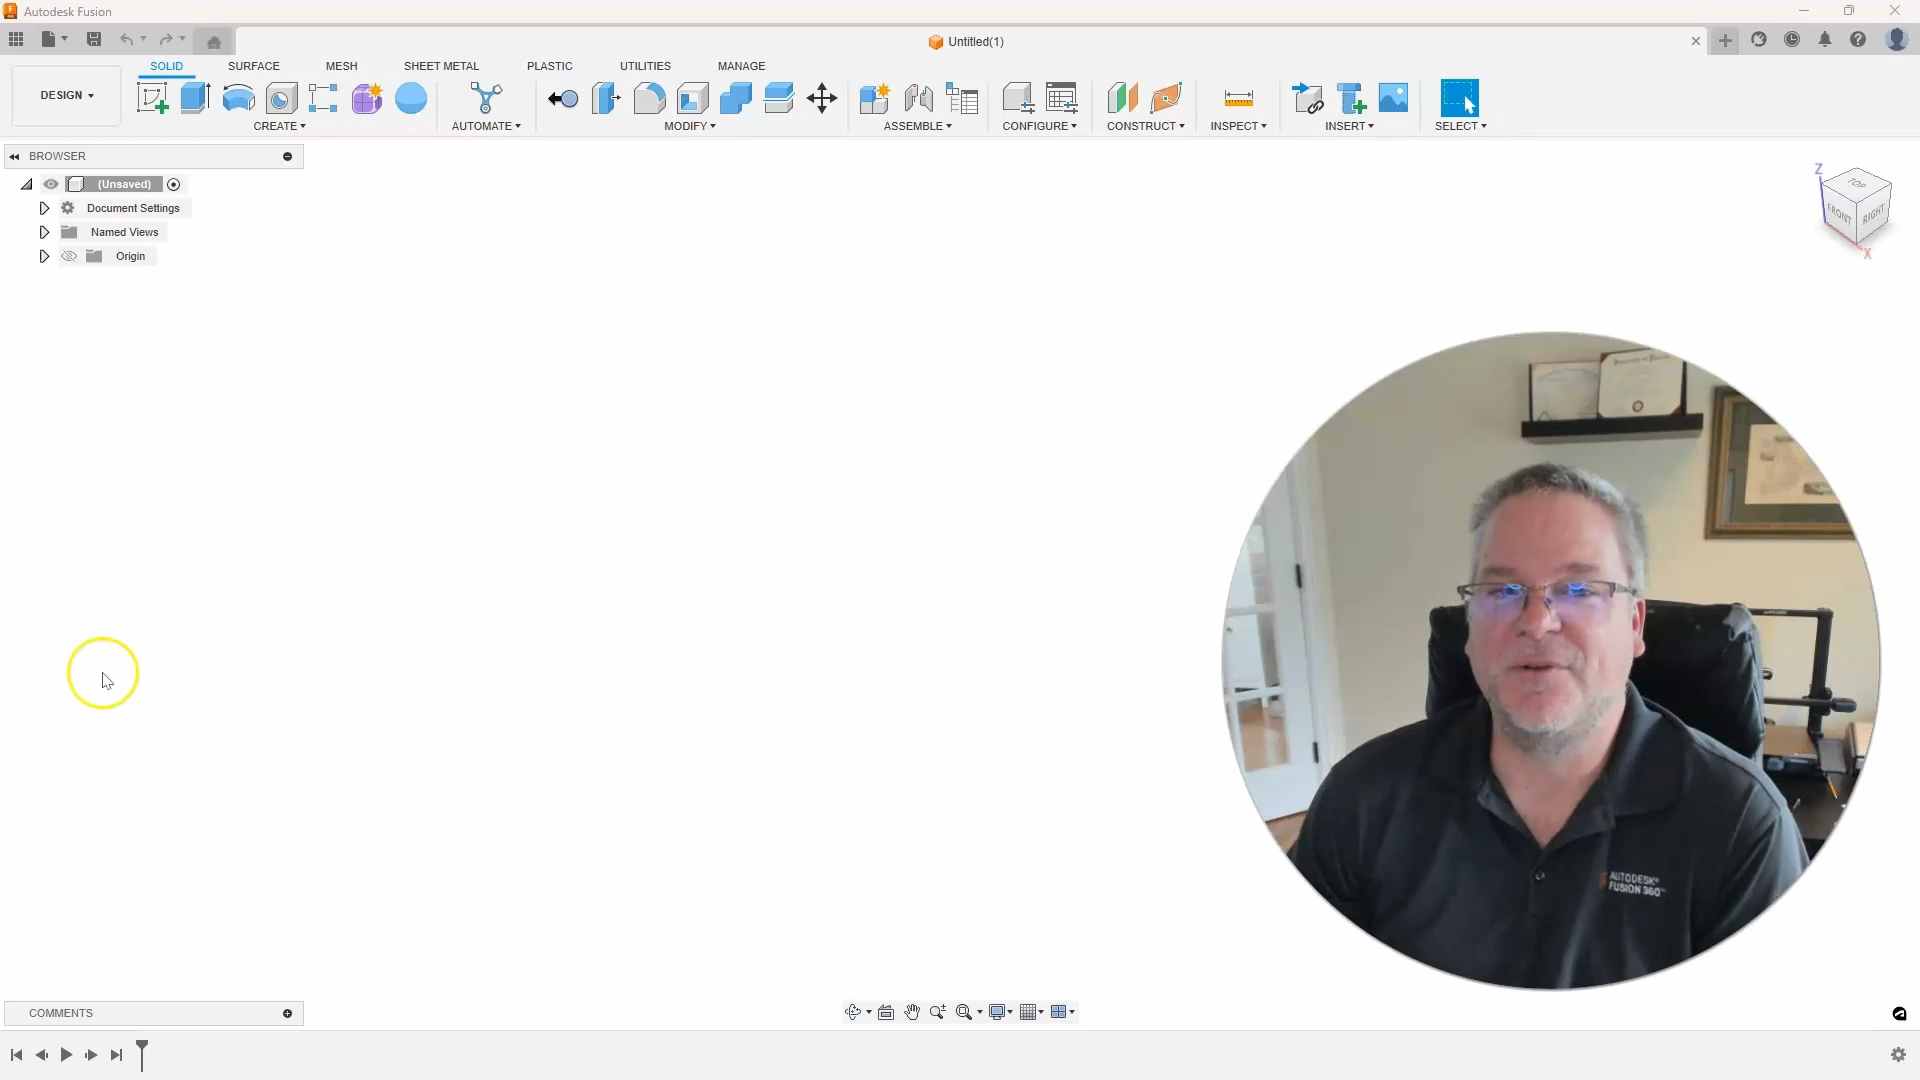 Autodesk Fusion
Untitled(1)
DESIGN
SOLID SURFACE MESH SHEET METAL PLASTIC UTILITIES MANAGE
CREATE AUTOMATE MODIFY ASSEMBLE CONFIGURE CONSTRUCT INSPECT INSERT SELECT
BROWSER
(Unsaved)
Document Settings
Named Views
Origin
Z
TOP
FRONT RIGHT
X
AUTODESK®
FUSION 360™
COMMENTS